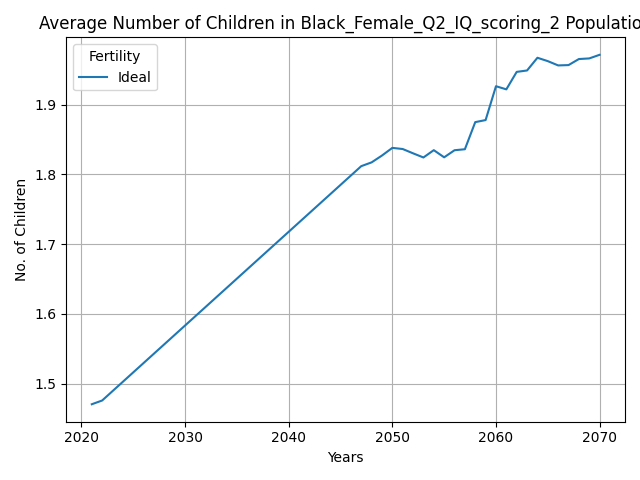 Average Number of Children in Black_Female_Q2_IQ_scoring_2 Populatio
Fertility
Ideal
No. of Children
1.9
1.8
1.7
1.6
1.5
2020 2030 2040 2050 2060 2070
Years